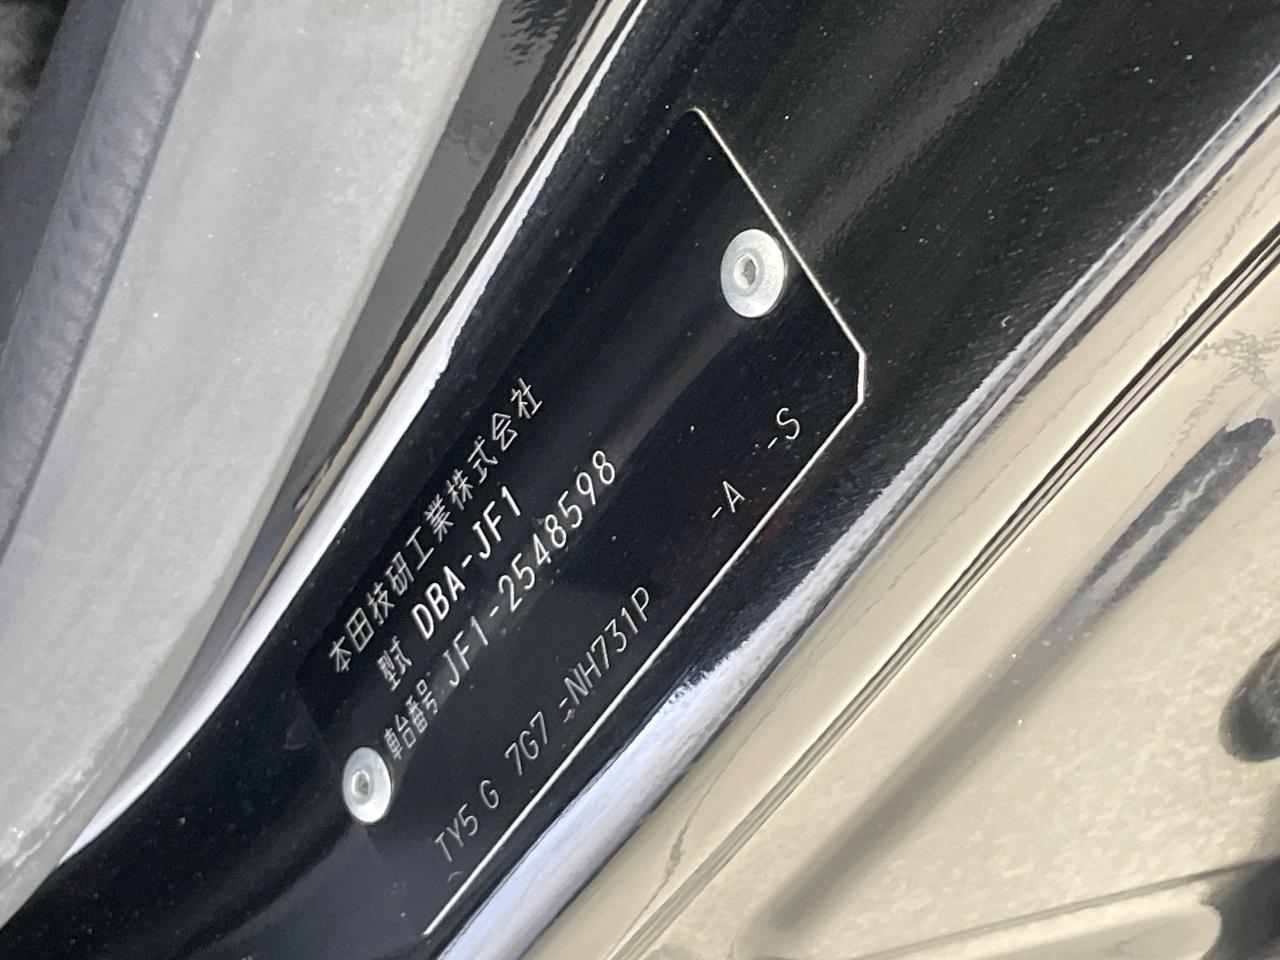 本田技研工業株式会社
型式 DBA-JF1
車台番号 JF1-2548598
TY5 G 7G7 -NH731P -A -S